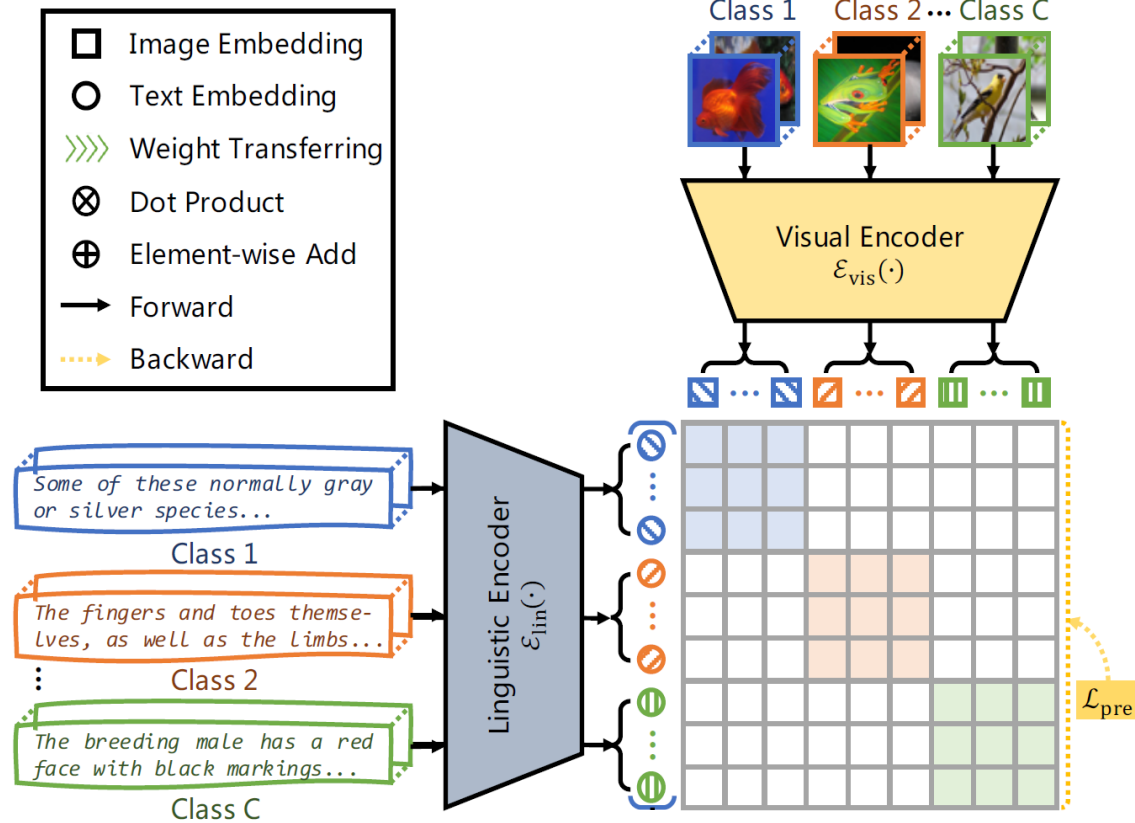 Image Embedding
Text Embedding
Weight Transferring
Dot Product
Element-wise Add
Forward
Backward
Class 1 Class 2 ••• Class C
Visual Encoder
ℰvis(·)
Some of these normally gray
or silver species...
Class 1
The fingers and toes themse-
lves, as well as the limbs...
Class 2
The breeding male has a red
face with black markings...
Class C
Linguistic Encoder
ℰlin(·)
ℒpre